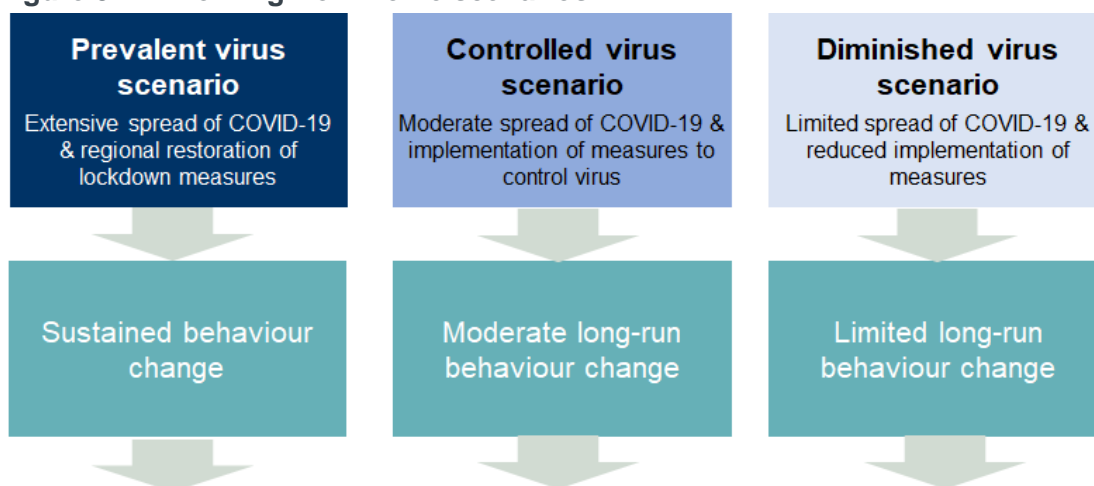 Prevalent virus
scenario
Extensive spread of COVID-19
& regional restoration of
lockdown measures
Controlled virus
scenario
Moderate spread of COVID-19 &
implementation of measures to
control virus
Diminished virus
scenario
Limited spread of COVID-19 &
reduced implementation of
measures
Sustained behaviour
change
Moderate long-run
behaviour change
Limited long-run
behaviour change